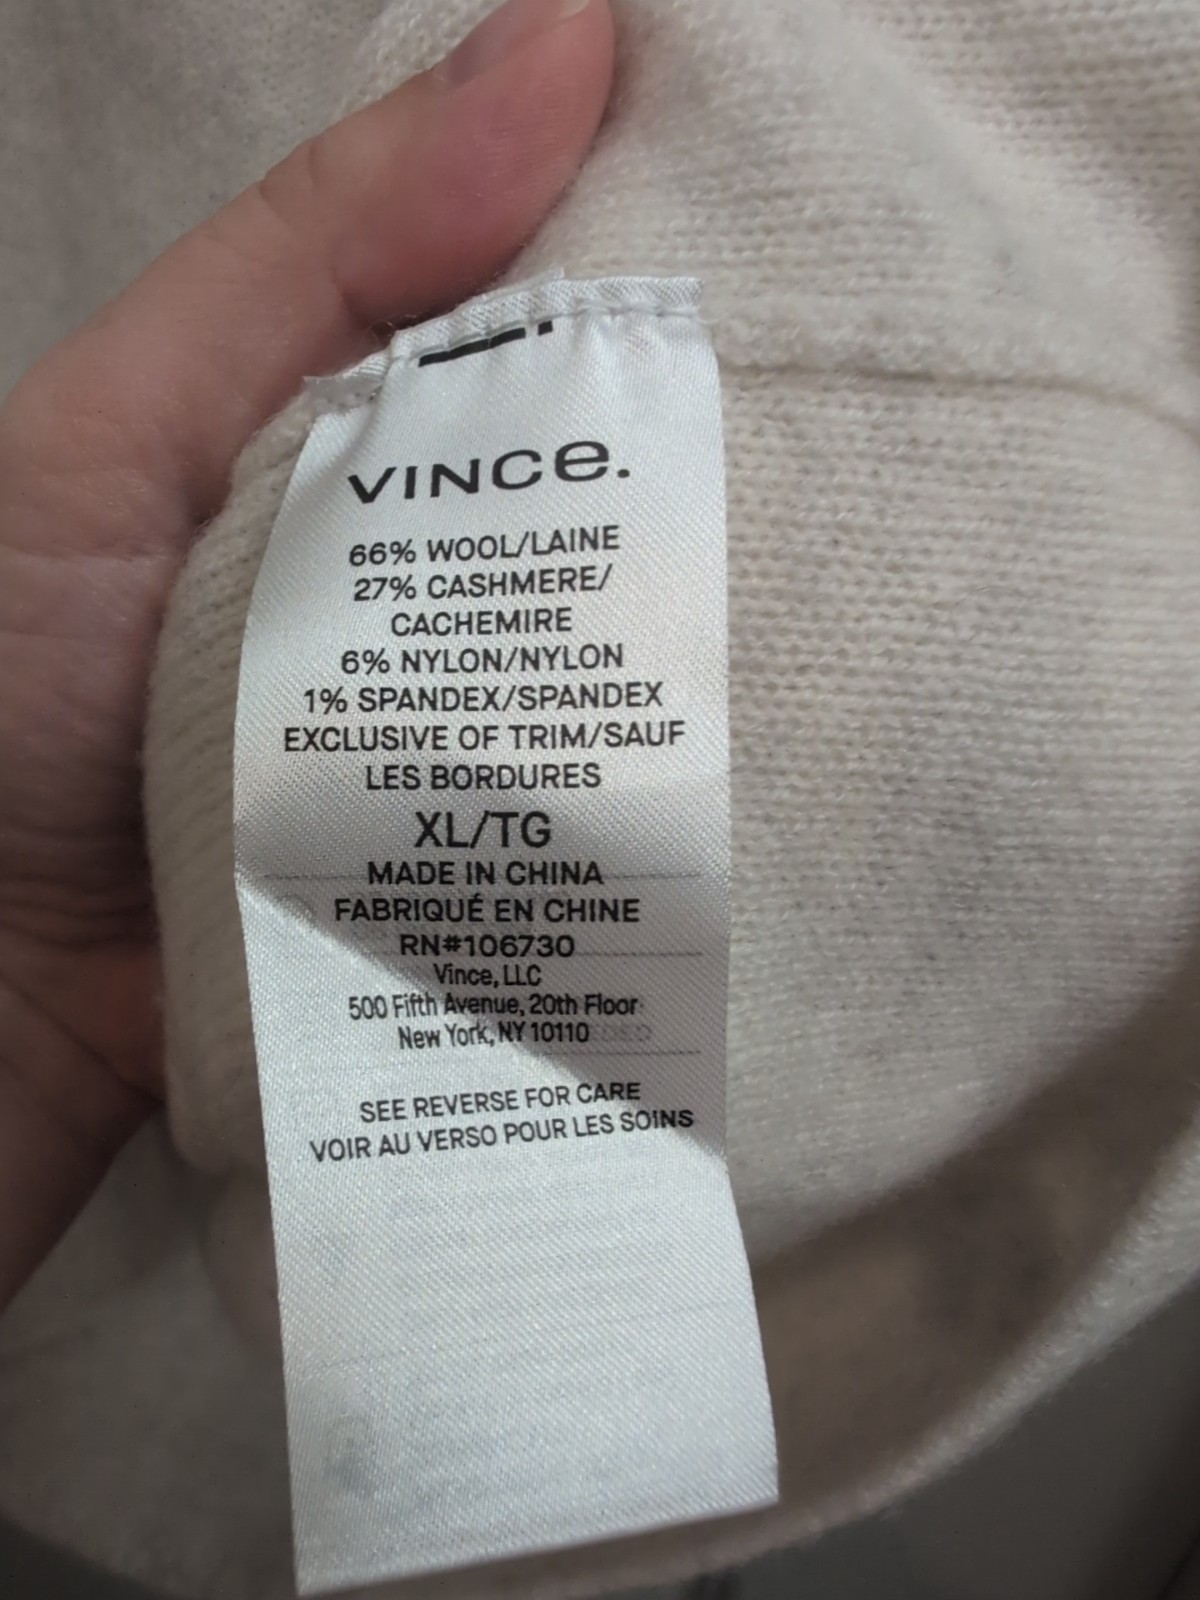 VINCe.
66% WOOL/LAINE
27% CASHMERE/
CACHEMIRE
6% NYLON/NYLON
1% SPANDEX/SPANDEX
EXCLUSIVE OF TRIM/SAUF
LES BORDURES
XL/TG
MADE IN CHINA
FABRIQUÉ EN CHINE
RN#106730
Vince, LLC
500 Fifth Avenue, 20th Floor
New York, NY 10110
SEE REVERSE FOR CARE
VOIR AU VERSO POUR LES SOINS